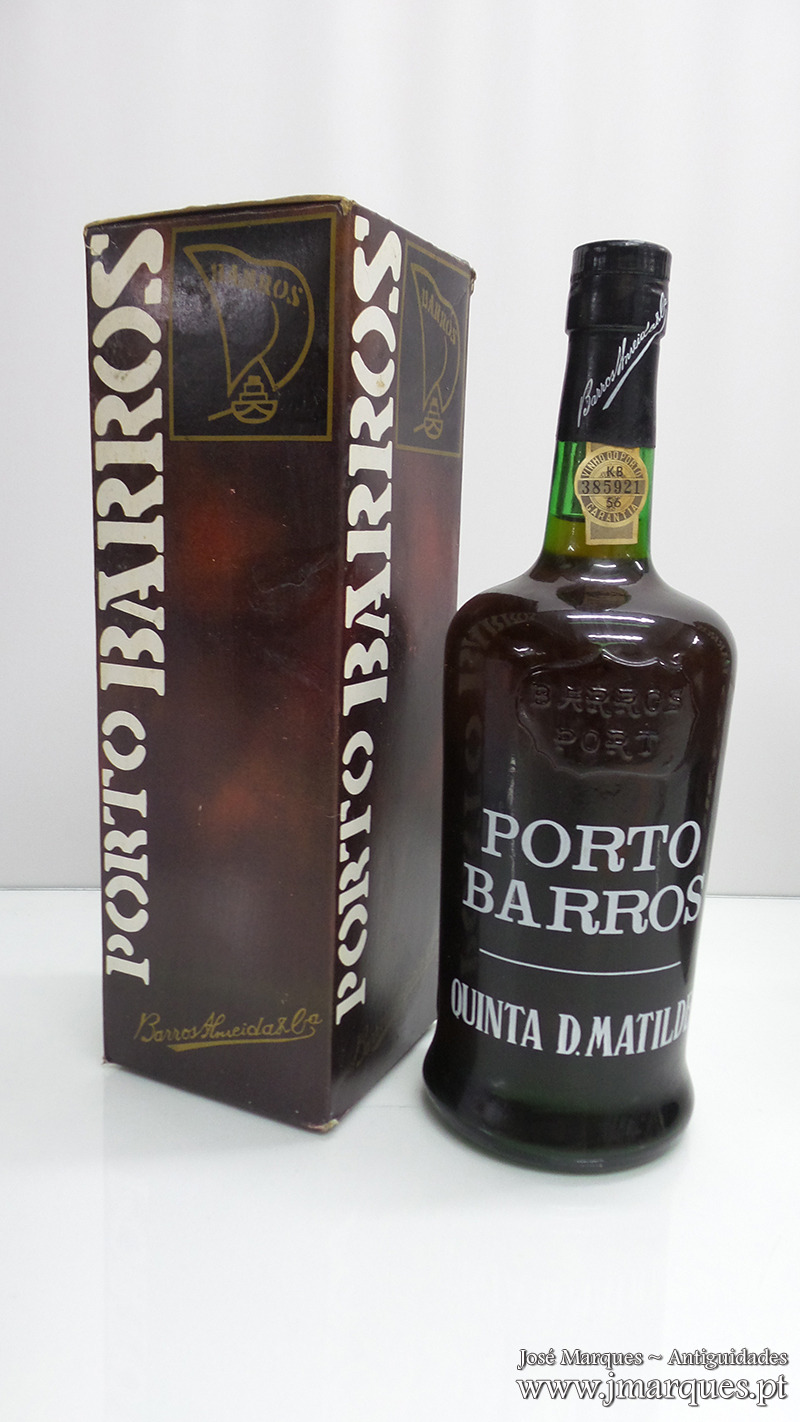 PORTO BARROS
BARROS
Barros Almeida & Cª
PORTO BARROS
BARROS
Barros Almeida & Cª
VINHO DO PORTO
KB
385921
56
GARANTIA
BARROS
PORT
PORTO
BARROS
QUINTA D. MATILDE
José Marques ~ Antiguidades
www.jmarques.pt